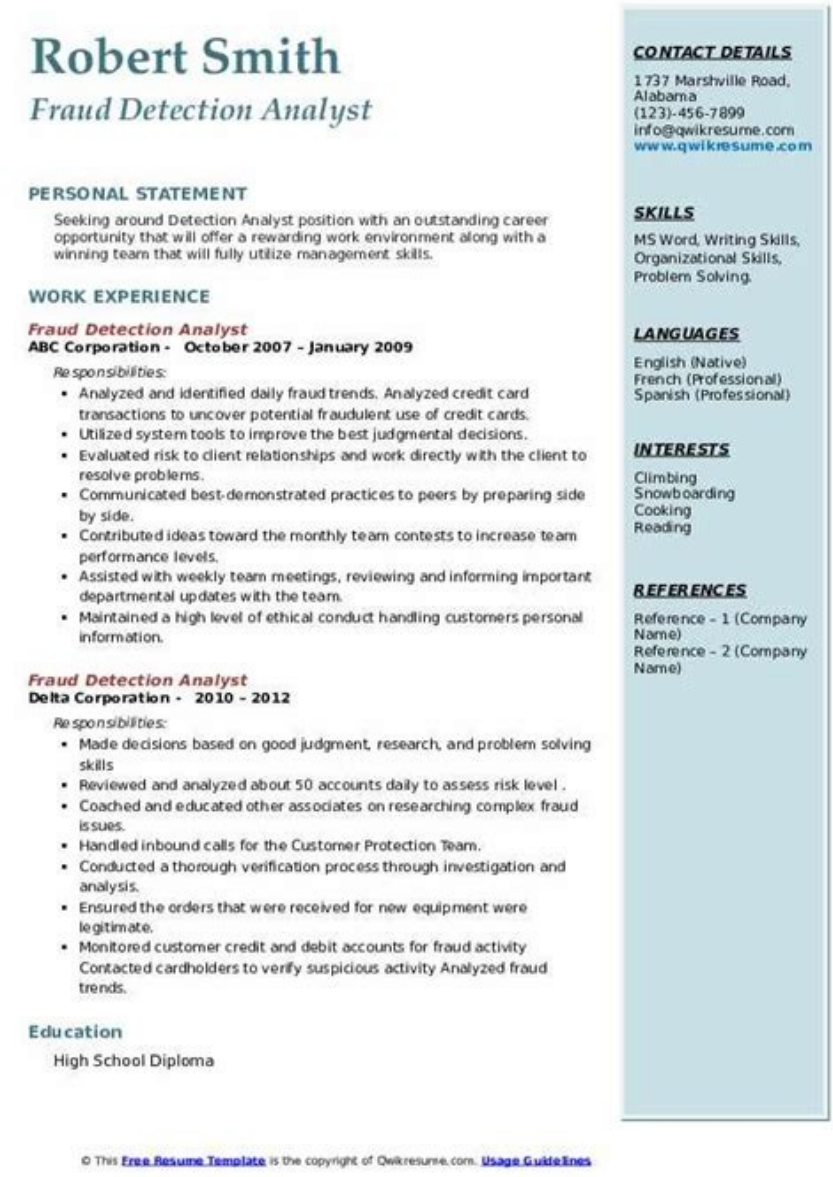 Robert Smith
Fraud Detection Analyst
PERSONAL STATEMENT
Seeking around Detection Analyst position with an outstanding career
opportunity that will offer a rewarding work environment along with a
winning team that will fully utilize management skills.
WORK EXPERIENCE
Fraud Detection Analyst
ABC Corporation - October 2007 – January 2009
Responsibilities:
▪ Analyzed and identified daily fraud trends. Analyzed credit card
transactions to uncover potential fraudulent use of credit cards.
▪ Utilized system tools to improve the best judgmental decisions.
▪ Evaluated risk to client relationships and work directly with the client to
resolve problems.
▪ Communicated best-demonstrated practices to peers by preparing side
by side.
▪ Contributed ideas toward the monthly team contests to increase team
performance levels.
▪ Assisted with weekly team meetings, reviewing and informing important
departmental updates with the team.
▪ Maintained a high level of ethical conduct handling customers personal
information.
Fraud Detection Analyst
Delta Corporation - 2010 – 2012
Responsibilities:
▪ Made decisions based on good judgment, research, and problem solving
skills
▪ Reviewed and analyzed about 50 accounts daily to assess risk level .
▪ Coached and educated other associates on researching complex fraud
issues.
▪ Handled inbound calls for the Customer Protection Team.
▪ Conducted a thorough verification process through investigation and
analysis.
▪ Ensured the orders that were received for new equipment were
legitimate.
▪ Monitored customer credit and debit accounts for fraud activity
Contacted cardholders to verify suspicious activity Analyzed fraud
trends.
Education
High School Diploma
CONTACT DETAILS
1737 Marshville Road,
Alabama
(123)-456-7899
info@qwikresume.com
www.qwikresume.com
SKILLS
MS Word, Writing Skills,
Organizational Skills,
Problem Solving.
LANGUAGES
English (Native)
French (Professional)
Spanish (Professional)
INTERESTS
Climbing
Snowboarding
Cooking
Reading
REFERENCES
Reference – 1 (Company
Name)
Reference – 2 (Company
Name)
© This Free Resume Template is the copyright of Qwikresume.com. Usage Guidelines